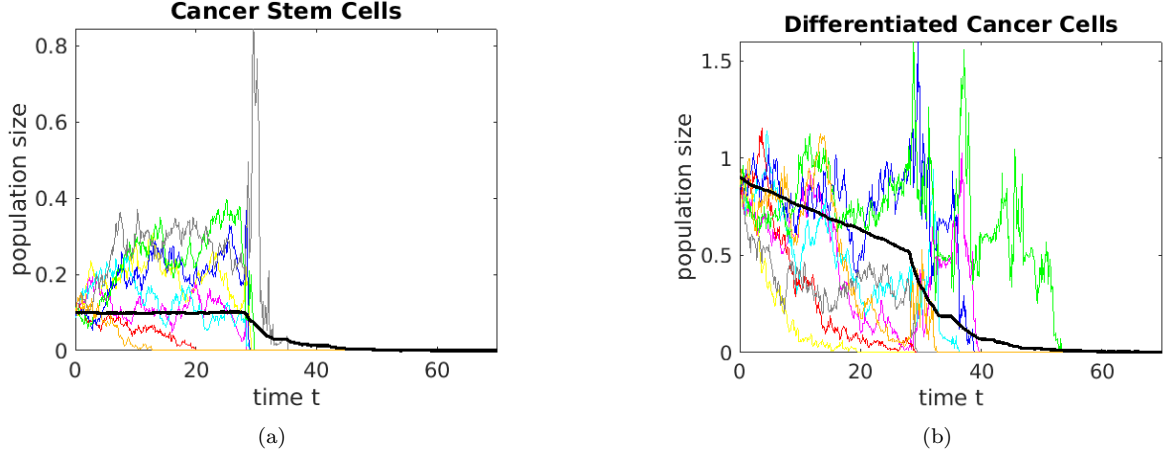 Cancer Stem Cells
population size
0.8
0.6
0.4
0.2
0
0
20
40
60
time t
(a)
Differentiated Cancer Cells
population size
1.5
1
0.5
0
0
20
40
60
time t
(b)